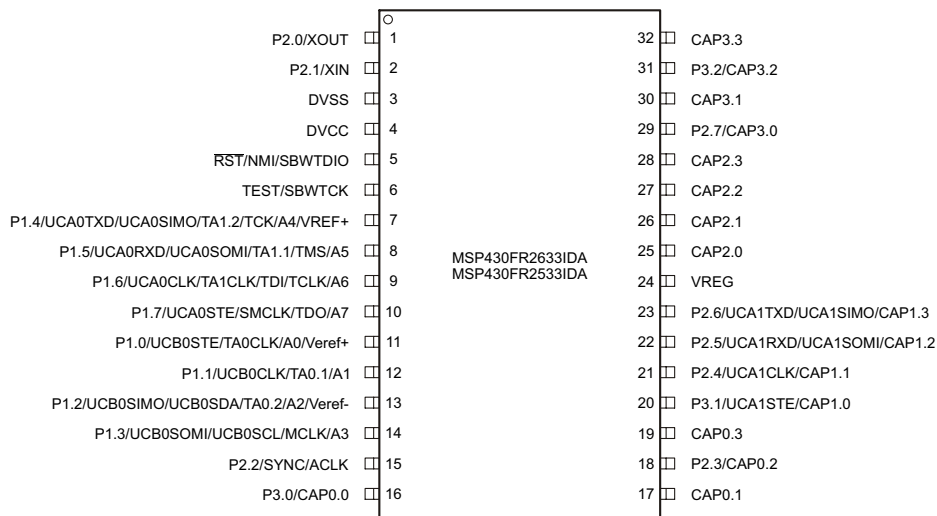 P2.0/XOUT 1 32 CAP3.3
P2.1/XIN 2 31 P3.2/CAP3.2
DVSS 3 30 CAP3.1
DVCC 4 29 P2.7/CAP3.0
RST/NMI/SBWTDIO 5 28 CAP2.3
TEST/SBWTCK 6 27 CAP2.2
P1.4/UCA0TXD/UCA0SIMO/TA1.2/TCK/A4/VREF+ 7 26 CAP2.1
P1.5/UCA0RXD/UCA0SOMI/TA1.1/TMS/A5 8 25 CAP2.0
MSP430FR2633IDA
MSP430FR2533IDA
P1.6/UCA0CLK/TA1CLK/TDI/TCLK/A6 9 24 VREG
P1.7/UCA0STE/SMCLK/TDO/A7 10 23 P2.6/UCA1TXD/UCA1SIMO/CAP1.3
P1.0/UCB0STE/TA0CLK/A0/Veref+ 11 22 P2.5/UCA1RXD/UCA1SOMI/CAP1.2
P1.1/UCB0CLK/TA0.1/A1 12 21 P2.4/UCA1CLK/CAP1.1
P1.2/UCB0SIMO/UCB0SDA/TA0.2/A2/Veref- 13 20 P3.1/UCA1STE/CAP1.0
P1.3/UCB0SOMI/UCB0SCL/MCLK/A3 14 19 CAP0.3
P2.2/SYNC/ACLK 15 18 P2.3/CAP0.2
P3.0/CAP0.0 16 17 CAP0.1